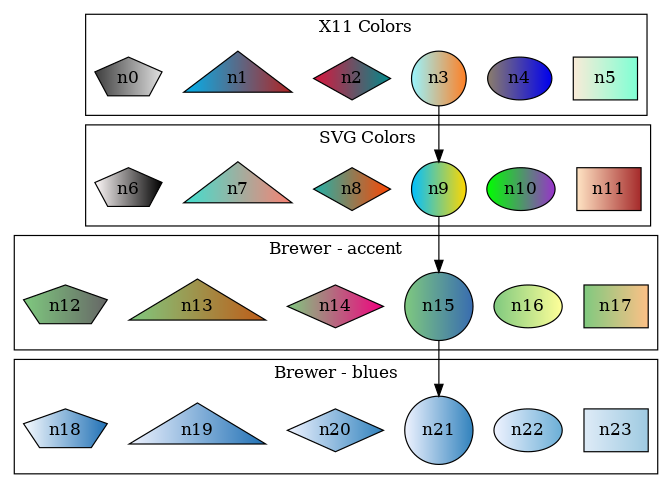 X11 Colors
n0 n1 n2 n3 n4 n5
SVG Colors
n6 n7 n8 n9 n10 n11
Brewer - accent
n12 n13 n14 n15 n16 n17
Brewer - blues
n18 n19 n20 n21 n22 n23